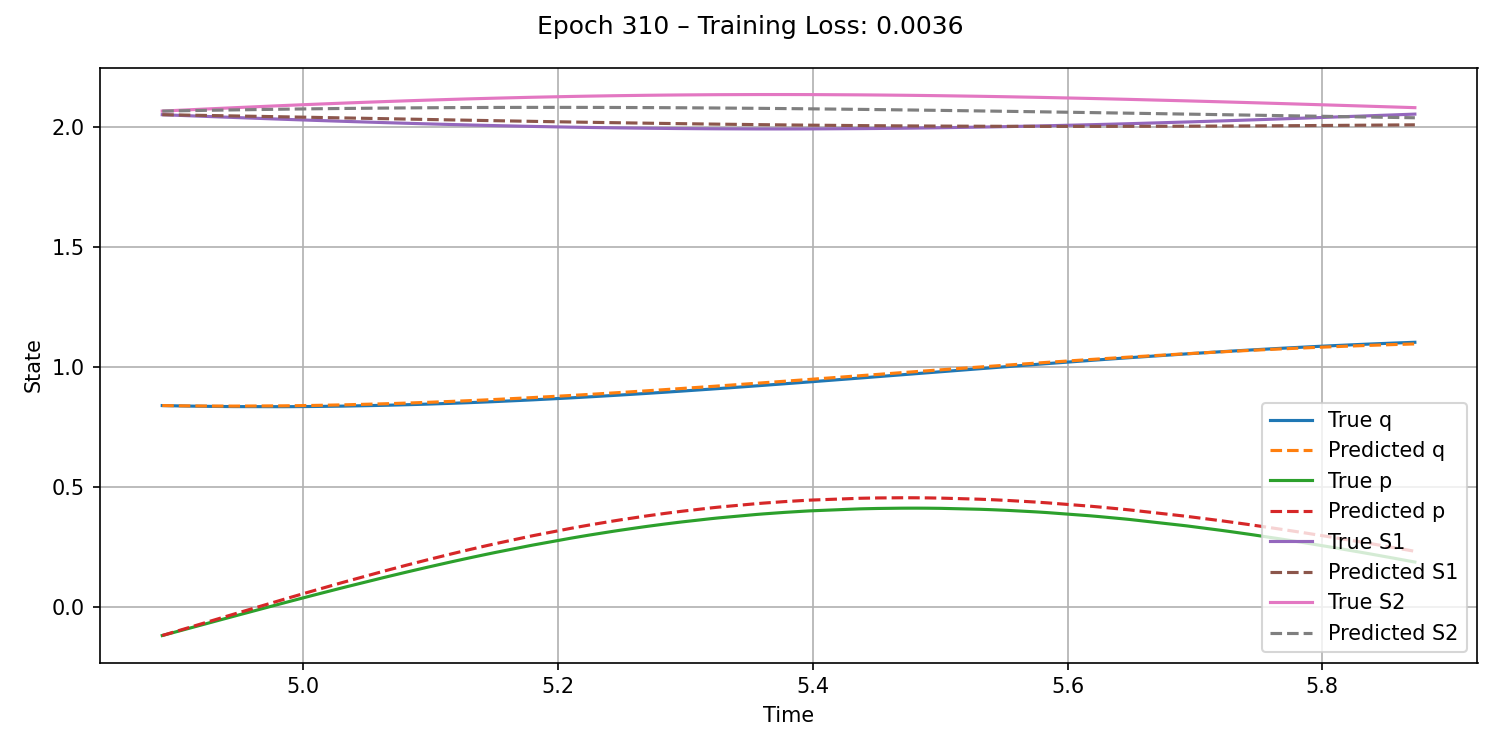 Epoch 310 – Training Loss: 0.0036
State
2.0
1.5
1.0
0.5
0.0
True q
Predicted q
True p
Predicted p
True S1
Predicted S1
True S2
Predicted S2
5.0 5.2 5.4 5.6 5.8
Time